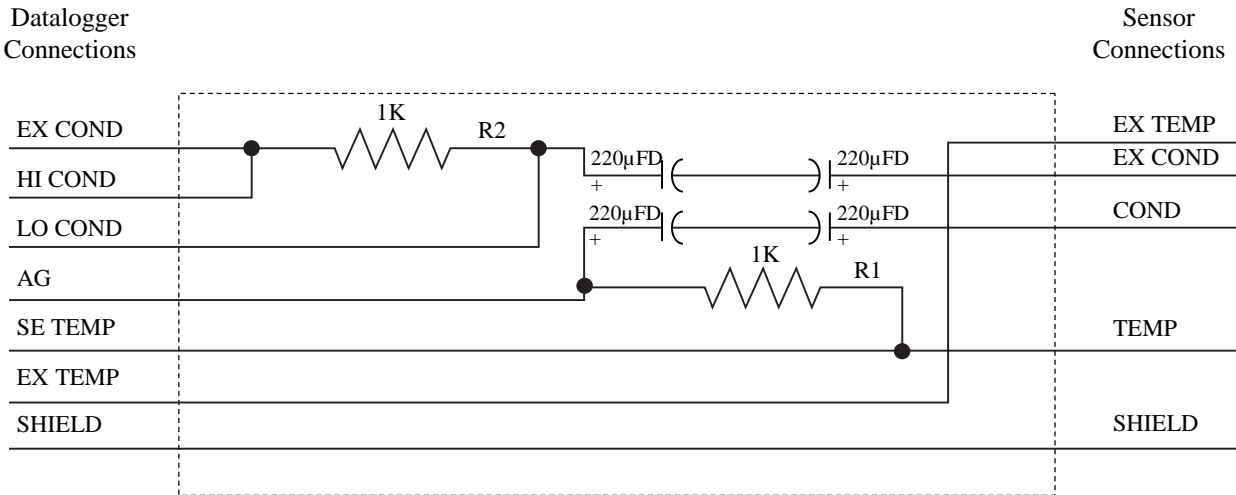 Datalogger
Connections
Sensor
Connections
1K
R2
EX COND
HI COND
LO COND
AG
SE TEMP
EX TEMP
SHIELD
220µFD
+
220µFD
+
220µFD
+
220µFD
+
1K
R1
EX TEMP
EX COND
COND
TEMP
SHIELD